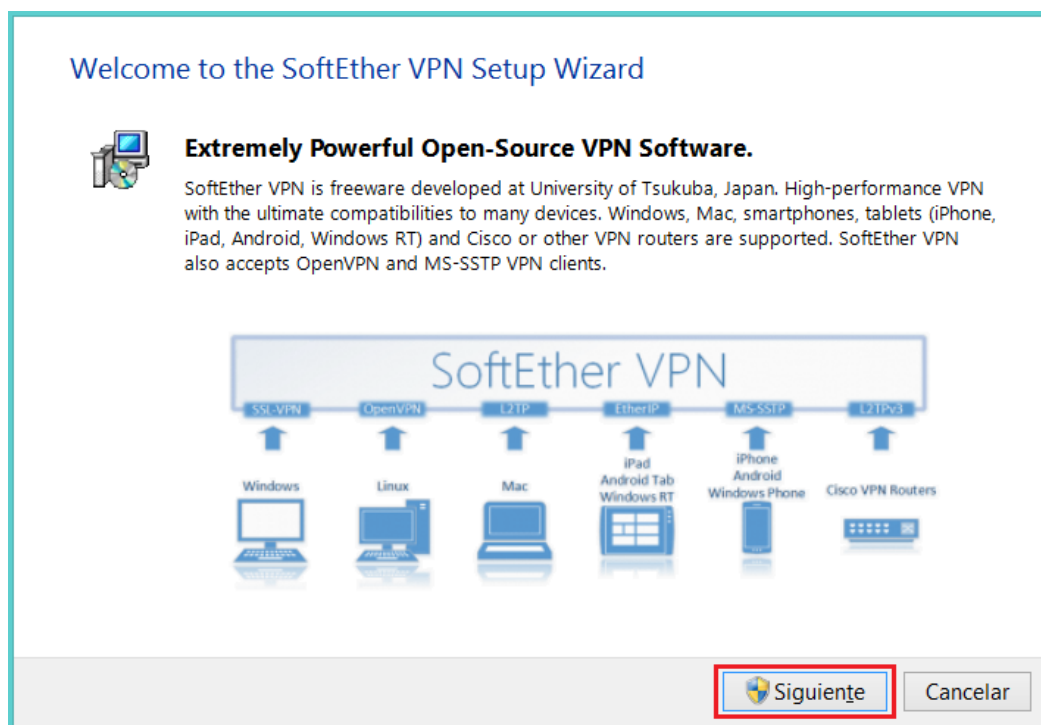 Welcome to the SoftEther VPN Setup Wizard
Extremely Powerful Open-Source VPN Software.
SoftEther VPN is freeware developed at University of Tsukuba, Japan. High-performance VPN
with the ultimate compatibilities to many devices. Windows, Mac, smartphones, tablets (iPhone,
iPad, Android, Windows RT) and Cisco or other VPN routers are supported. SoftEther VPN
also accepts OpenVPN and MS-SSTP VPN clients.
SoftEther VPN
SSL-VPN OpenVPN L2TP EtherIP MS-SSTP L2TPv3
Windows
Linux
Mac
iPad
Android Tab
Windows RT
iPhone
Android
Windows Phone
Cisco VPN Routers
Siguiente Cancelar